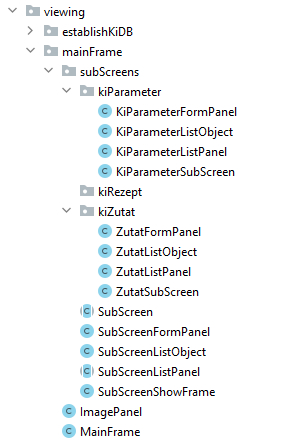 viewing
establishKiDB
mainFrame
subScreens
kiParameter
KiParameterFormPanel
KiParameterListObject
KiParameterListPanel
KiParameterSubScreen
kiRezept
kiZutat
ZutatFormPanel
ZutatListObject
ZutatListPanel
ZutatSubScreen
SubScreen
SubScreenFormPanel
SubScreenListObject
SubScreenListPanel
SubScreenShowFrame
ImagePanel
MainFrame